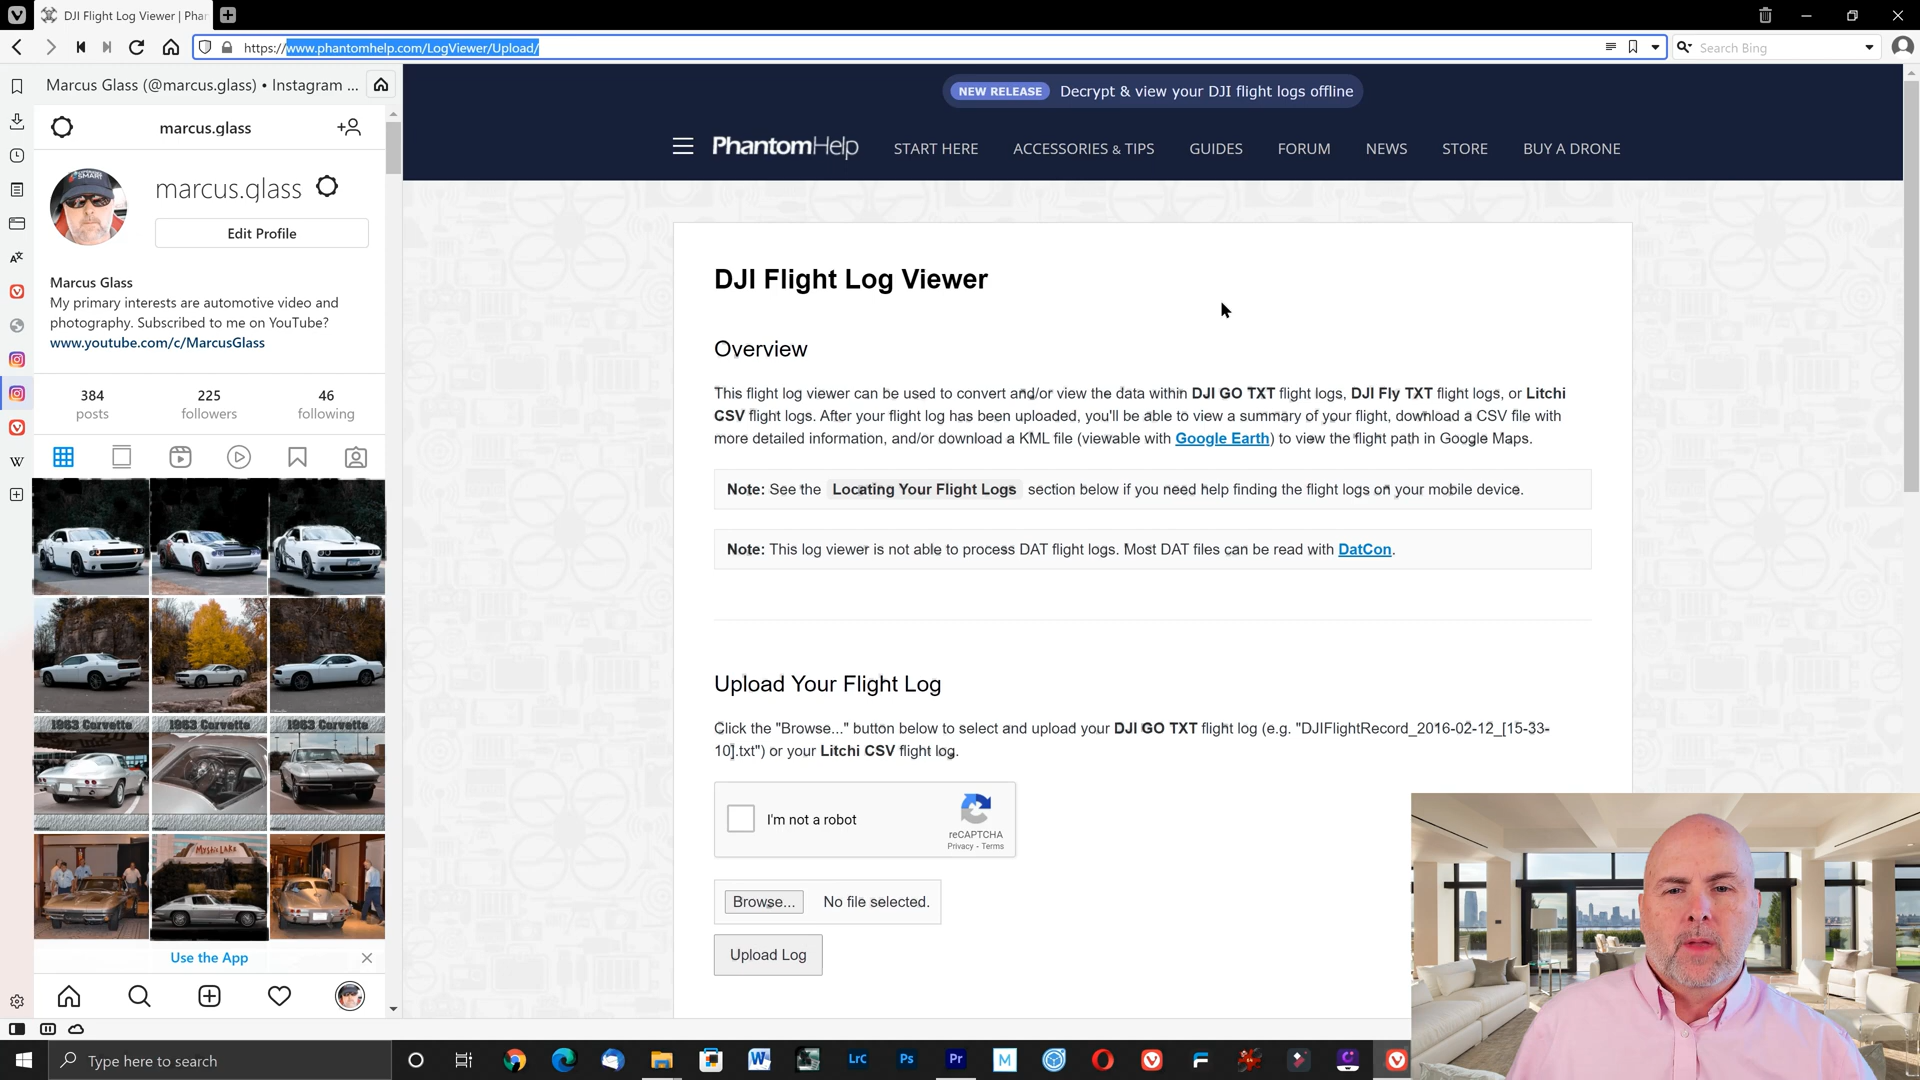 DJI Flight Log Viewer | Phar
https://www.phantomhelp.com/LogViewer/Upload/
Search Bing
Marcus Glass (@marcus.glass) • Instagram ...
marcus.glass
marcus.glass
Edit Profile
Marcus Glass
My primary interests are automotive video and
photography. Subscribed to me on YouTube?
www.youtube.com/c/MarcusGlass
384 225 46
posts followers following
1963 Corvette 1963 Corvette 1963 Corvette
Mystic Lake
Use the App
NEW RELEASE Decrypt & view your DJI flight logs offline
PhantomHelp START HERE ACCESSORIES & TIPS GUIDES FORUM NEWS STORE BUY A DRONE
DJI Flight Log Viewer
Overview
This flight log viewer can be used to convert and/or view the data within DJI GO TXT flight logs, DJI Fly TXT flight logs, or Litchi
CSV flight logs. After your flight log has been uploaded, you'll be able to view a summary of your flight, download a CSV file with
more detailed information, and/or download a KML file (viewable with Google Earth) to view the flight path in Google Maps.
Note: See the Locating Your Flight Logs section below if you need help finding the flight logs on your mobile device.
Note: This log viewer is not able to process DAT flight logs. Most DAT files can be read with DatCon.
Upload Your Flight Log
Click the "Browse..." button below to select and upload your DJI GO TXT flight log (e.g. "DJIFlightRecord_2016-02-12_[15-33-
10].txt") or your Litchi CSV flight log.
I'm not a robot
reCAPTCHA
Privacy - Terms
Browse... No file selected.
Upload Log
Type here to search
LrC Ps Pr M